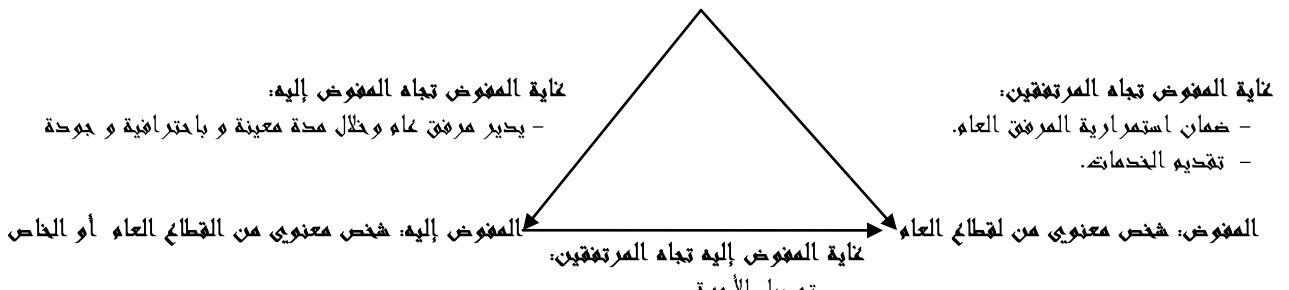 غاية المفوض تجاه المرتفقين:
- ضمان استمرارية المرفق العام.
- تقديم الخدمات.
غاية المفوض تجاه المفوض إليه:
- يدير مرفق عام وخلال مدة معينة و باحترافية و جودة
المفوض: شخص معنوي من لقطاع العام
المفوض إليه: شخص معنوي من القطاع العام أو الخاص
غاية المفوض إليه تجاه المرتفقين: